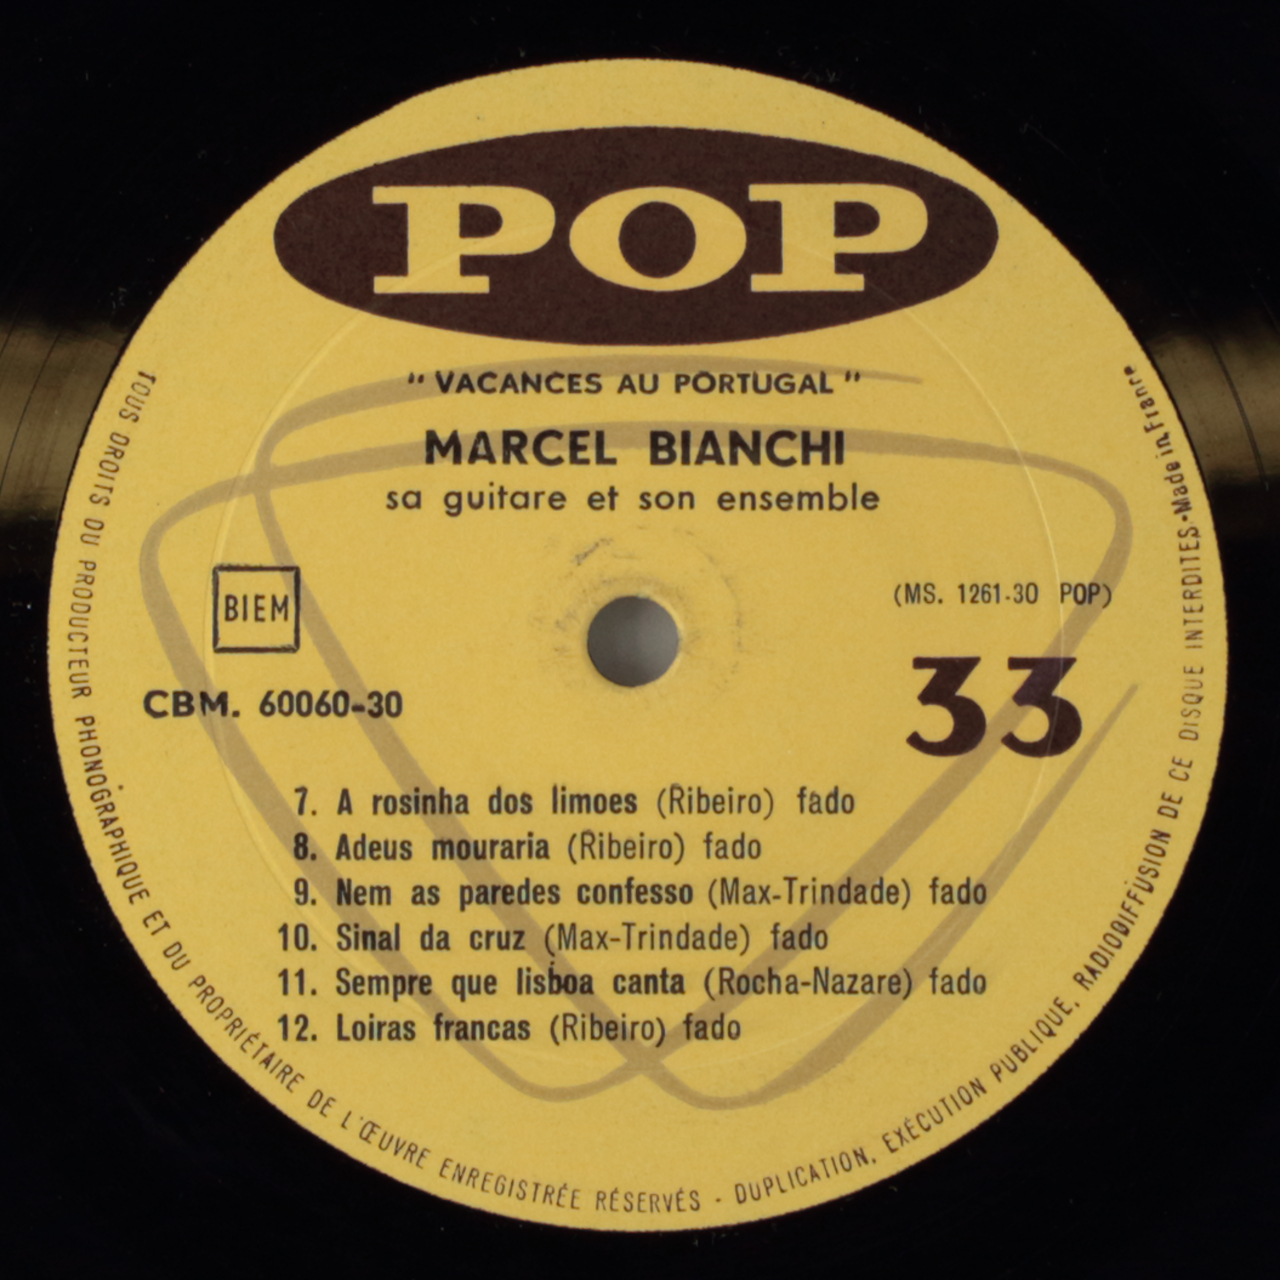 POP
" VACANCES AU PORTUGAL "
MARCEL BIANCHI
sa guitare et son ensemble
BIEM
(MS. 1261-30 POP)
CBM. 60060-30
33
7. A rosinha dos limoes (Ribeiro) fado
8. Adeus mouraria (Ribeiro) fado
9. Nem as paredes confesso (Max-Trindade) fado
10. Sinal da cruz (Max-Trindade) fado
11. Sempre que lisboa canta (Rocha-Nazare) fado
12. Loiras francas (Ribeiro) fado
TOUS DROITS DU PRODUCTEUR PHONOGRAPHIQUE ET DU PROPRIÉTAIRE DE L'ŒUVRE ENREGISTRÉE RÉSERVÉS - DUPLICATION, EXÉCUTION PUBLIQUE, RADIODIFFUSION DE CE DISQUE INTERDITES • Made in France